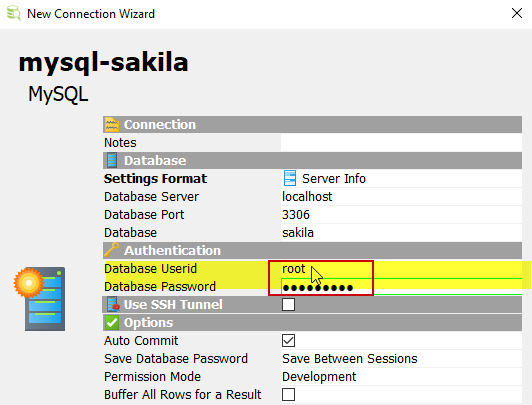 New Connection Wizard
mysql-sakila
MySQL
Connection
Notes
Database
Settings Format Server Info
Database Server localhost
Database Port 3306
Database sakila
Authentication
Database Userid root
Database Password ●●●●●●●●●
Use SSH Tunnel
Options
Auto Commit
Save Database Password Save Between Sessions
Permission Mode Development
Buffer All Rows for a Result